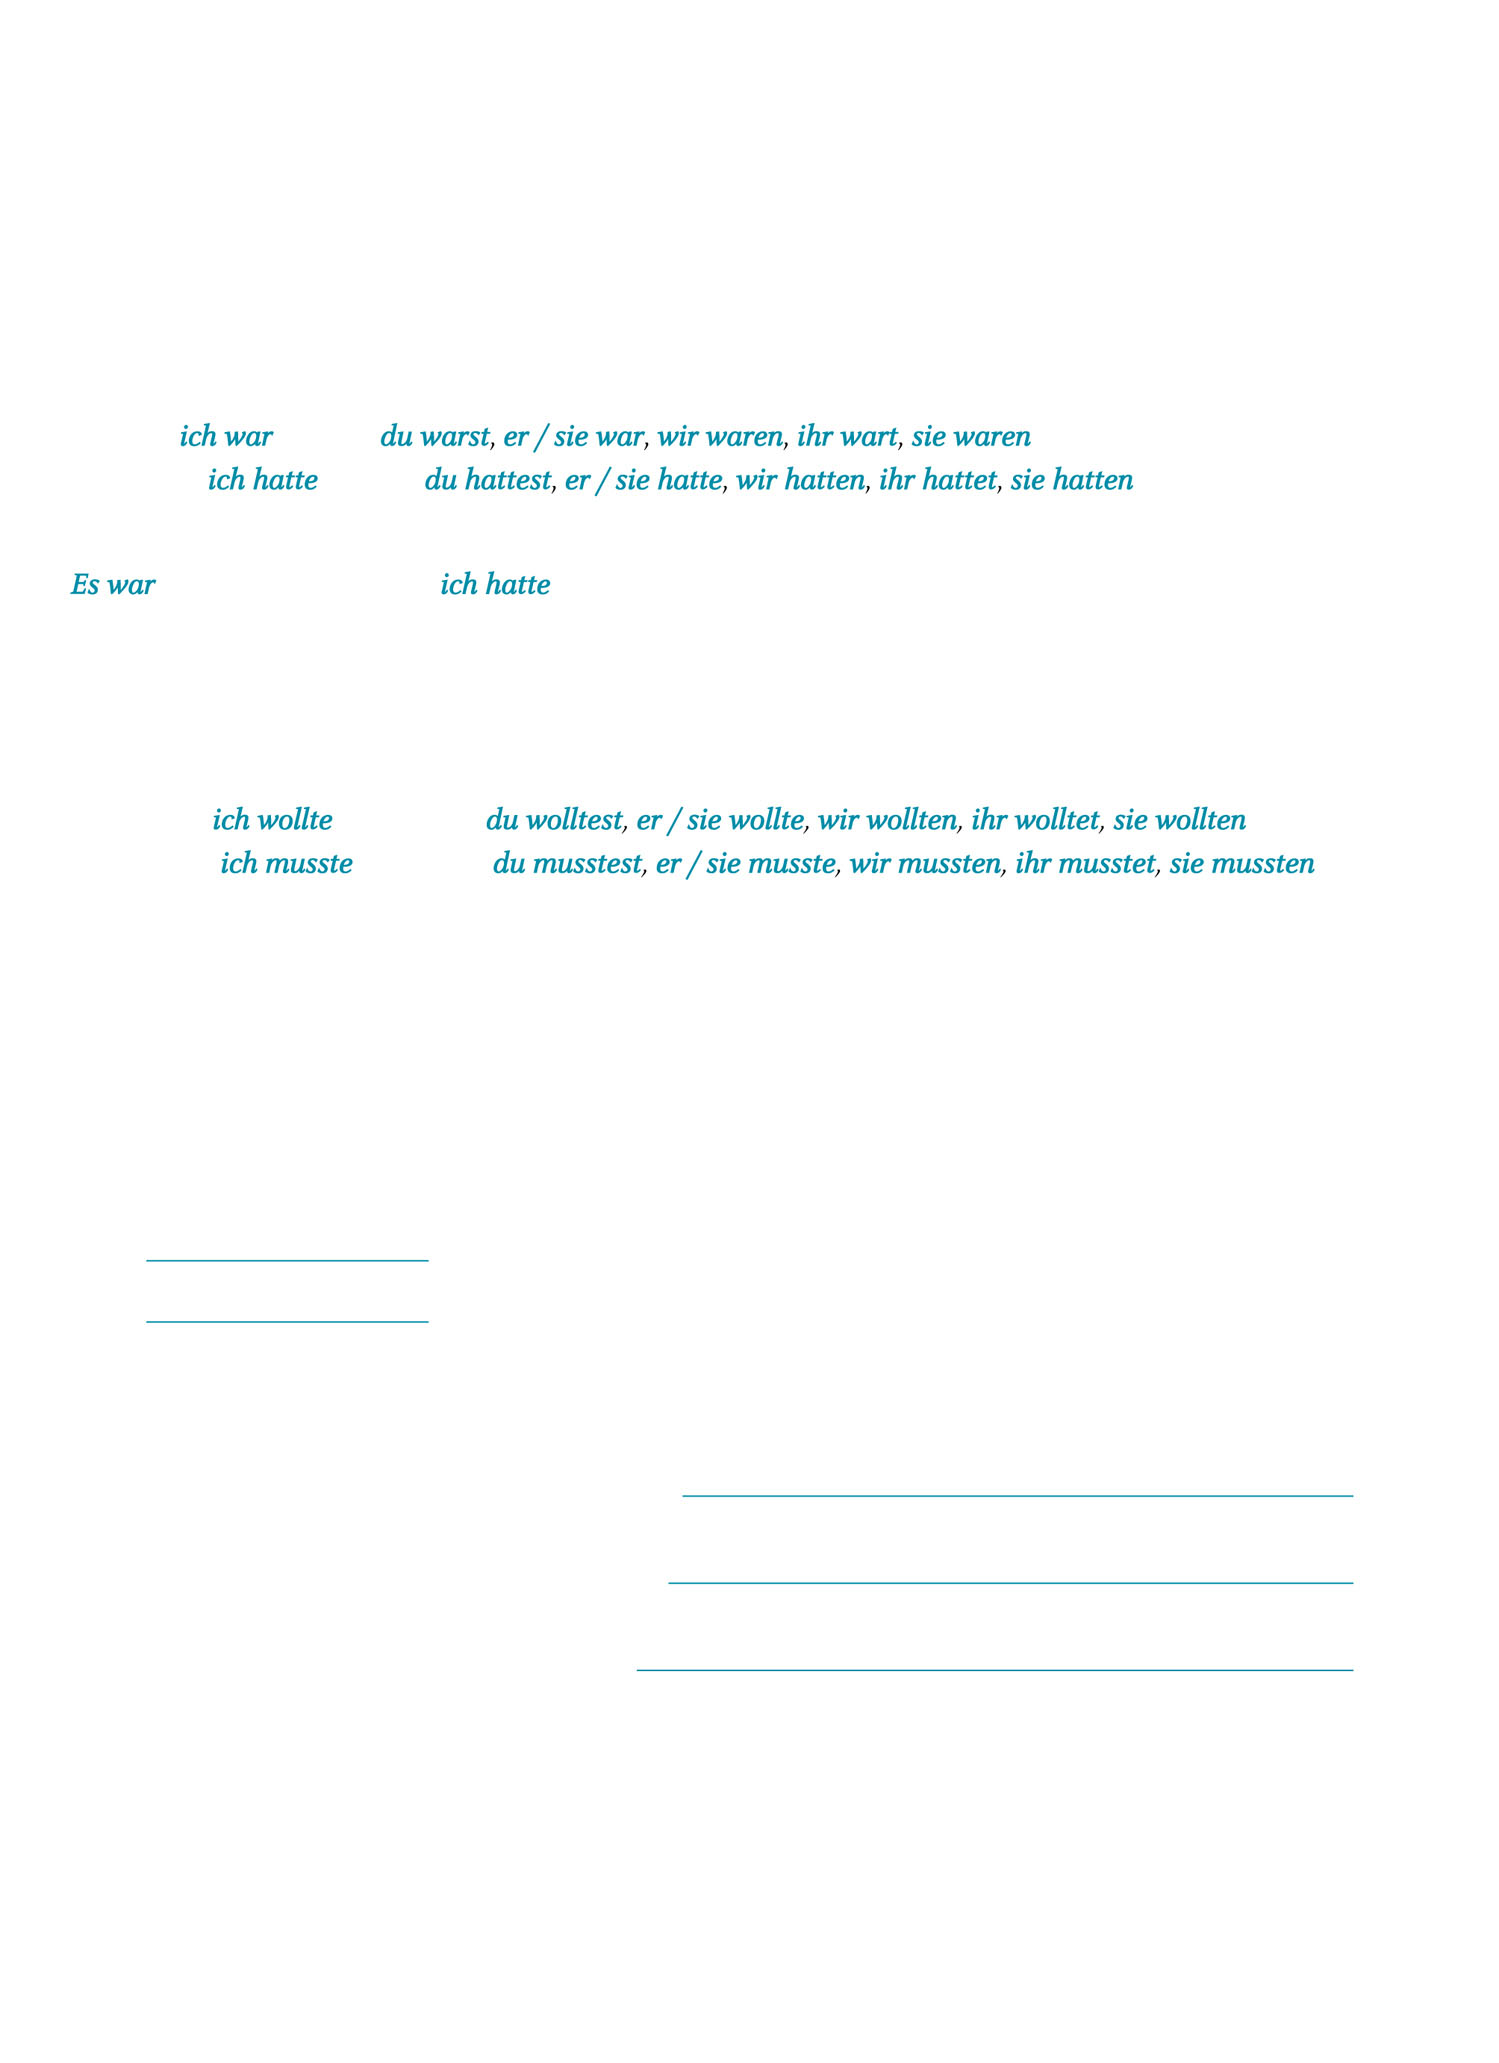 ich war du warst, er / sie war, wir waren, ihr wart, sie waren
ich hatte du hattest, er / sie hatte, wir hatten, ihr hattet, sie hatten
Es war ich hatte
ich wollte du wolltest, er / sie wollte, wir wollten, ihr wolltet, sie wollten
ich musste du musstest, er / sie musste, wir mussten, ihr musstet, sie mussten